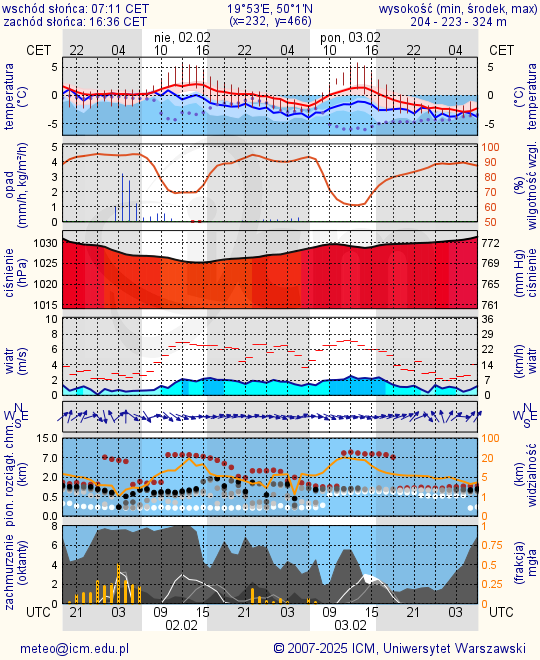 wschód słońca: 07:11 CET 19°53'E, 50°1'N wysokość (min, środek, max)
zachód słońca: 16:36 CET (x=232, y=466) 204 - 223 - 324 m
nie, 02.02 pon, 03.02
CET 22 04 10 16 22 04 10 16 22 04 CET
temperatura (°C) 5 0 -5 5 0 -5 (°C) temperatura
opad (mm/h, kg/m²/h) 5 4 3 2 1 0 100 90 80 70 60 50 (%) wilgotność wzgl.
ciśnienie (hPa) 1030 1025 1020 1015 772 769 765 761 (mm Hg) ciśnienie
wiatr (m/s) 10 8 6 4 2 0 36 29 22 14 7 0 (km/h) wiatr
N W E S N W E S
pion. rozciągł. chm. (km) 15.0 7.0 2.0 0.5 0.0 100 20 5 1 0 (km) widzialność
zachmurzenie (oktanty) 8 6 4 2 0 1 0.75 0.5 0.25 0 (frakcja) mgła
UTC 21 03 09 15 21 03 09 15 21 03 UTC
02.02 03.02
meteo@icm.edu.pl © 2007-2025 ICM, Uniwersytet Warszawski